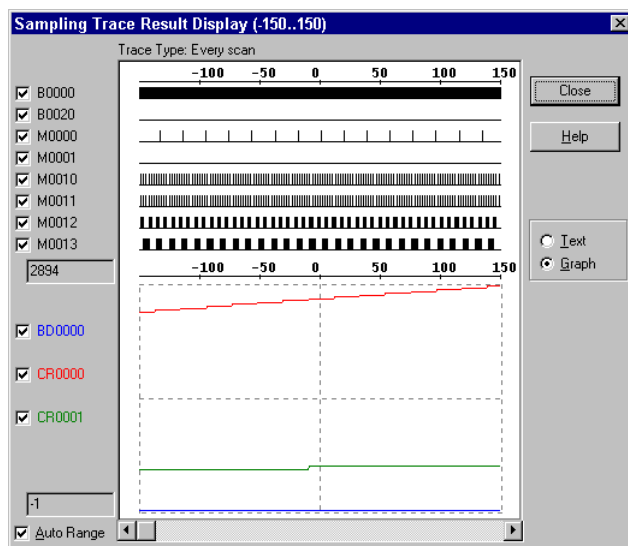 Sampling Trace Result Display (-150..150)
Trace Type: Every scan
-100 -50 0 50 100 150
Close
B0000
B0020
M0000
Help
M0001
M0010
M0011
M0012
M0013
Text
2894
-100 -50 0 50 100 150
Graph
BD0000
CR0000
CR0001
-1
Auto Range